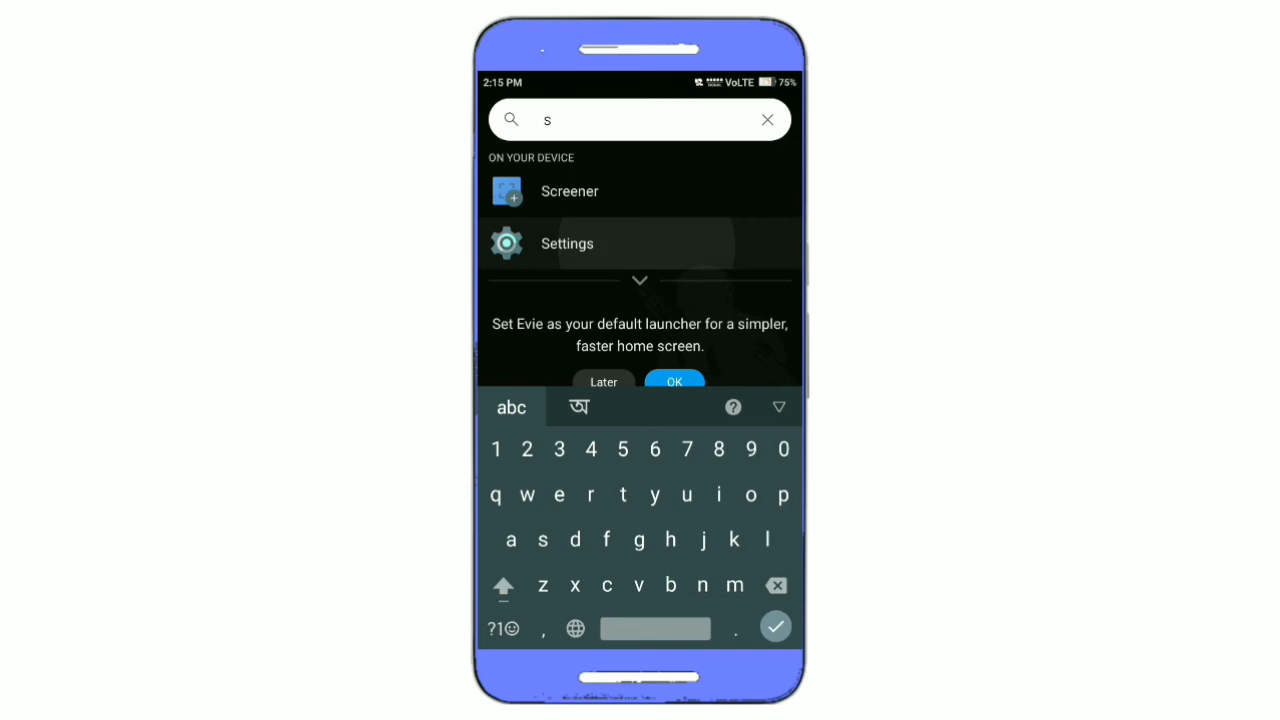 2:15 PM VoLTE 75%
s
ON YOUR DEVICE
Screener
Settings
Set Evie as your default launcher for a simpler,
faster home screen.
Later OK
abc অ
1 2 3 4 5 6 7 8 9 0
q w e r t y u i o p
a s d f g h j k l
z x c v b n m
?1☺ , .